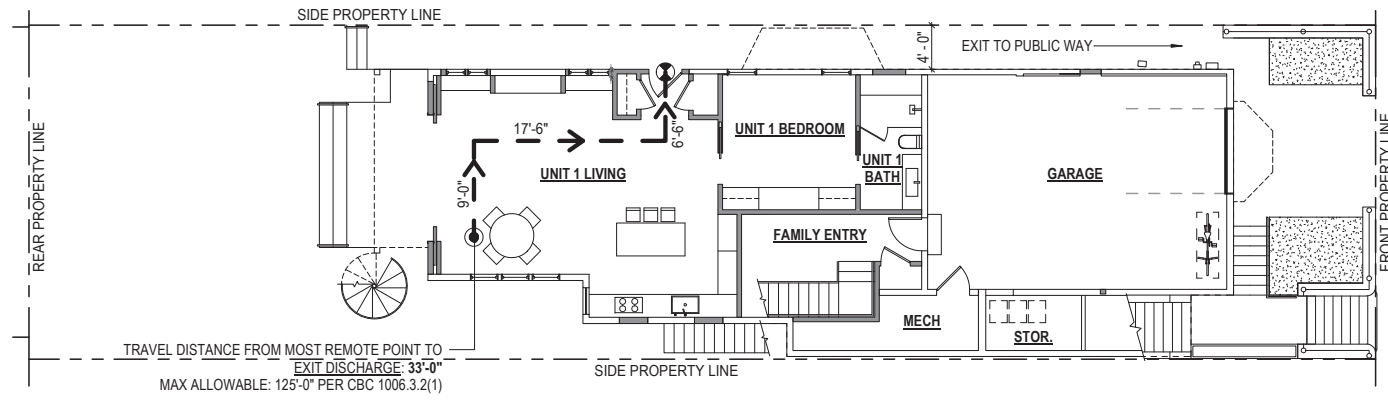 SIDE PROPERTY LINE
4' - 0"
EXIT TO PUBLIC WAY
REAR PROPERTY LINE
FRONT PROPERTY LINE
17'-6"
6'-6"
9'-0"
UNIT 1 LIVING
UNIT 1 BEDROOM
UNIT 1
BATH
GARAGE
FAMILY ENTRY
MECH
STOR.
TRAVEL DISTANCE FROM MOST REMOTE POINT TO
EXIT DISCHARGE: 33'-0"
MAX ALLOWABLE: 125'-0" PER CBC 1006.3.2(1)
SIDE PROPERTY LINE